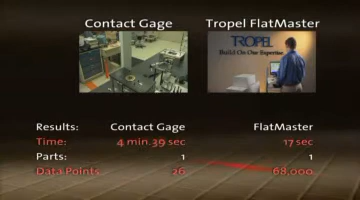 Contact Gage Tropel FlatMaster
TROPEL
Build On Our Expertise
Results: Contact Gage FlatMaster
Time: 4 min. 39 sec 17 sec
Parts: 1 1
Data Points 26 68,000